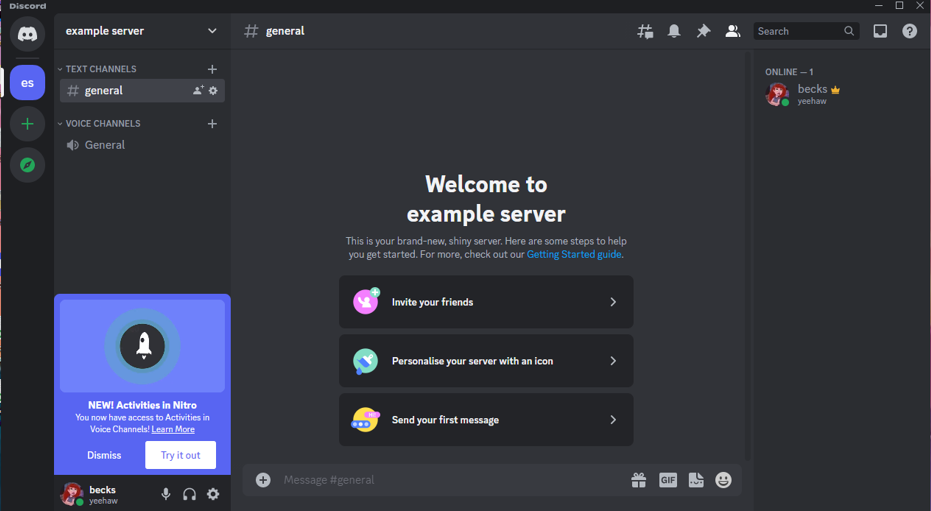 Discord
example server
TEXT CHANNELS
general
VOICE CHANNELS
General
es
NEW! Activities in Nitro
You now have access to Activities in
Voice Channels! Learn More
Dismiss
Try it out
becks
yeehaw
# general
Search
Welcome to
example server
This is your brand-new, shiny server. Here are some steps to help
you get started. For more, check out our Getting Started guide.
Invite your friends
Personalise your server with an icon
Send your first message
Message #general
GIF
ONLINE — 1
becks
yeehaw